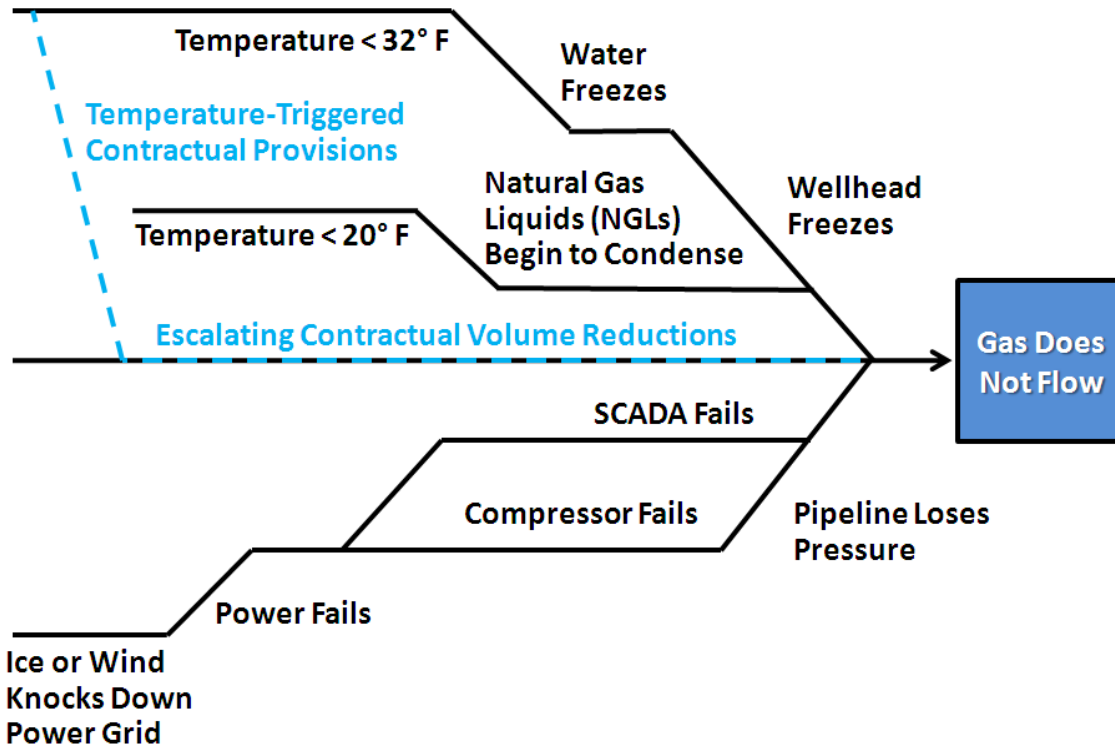 Temperature < 32° F
Water
Freezes
Temperature-Triggered
Contractual Provisions
Natural Gas
Liquids (NGLs)
Begin to Condense
Wellhead
Freezes
Temperature < 20° F
Escalating Contractual Volume Reductions
Gas Does
Not Flow
SCADA Fails
Compressor Fails
Pipeline Loses
Pressure
Power Fails
Ice or Wind
Knocks Down
Power Grid